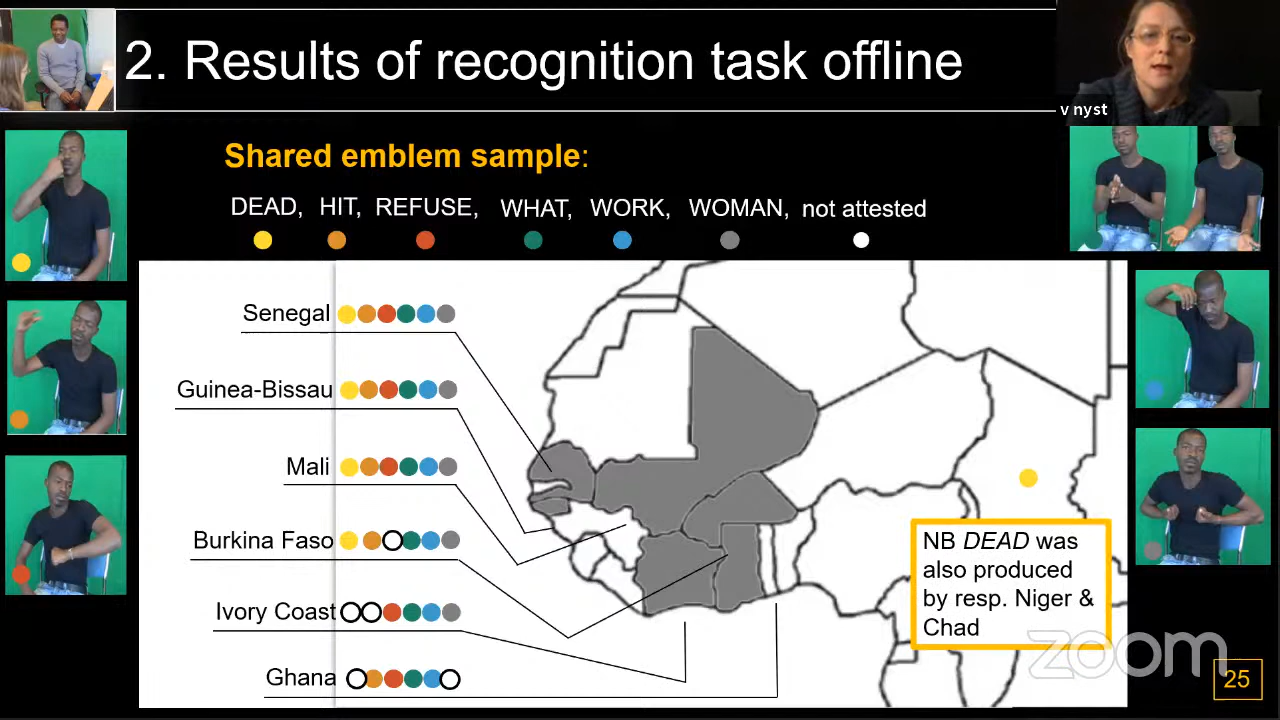 2. Results of recognition task offline
v nyst
Shared emblem sample:
DEAD, HIT, REFUSE, WHAT, WORK, WOMAN, not attested
Senegal
Guinea-Bissau
Mali
Burkina Faso
Ivory Coast
Ghana
NB DEAD was
also produced
by resp. Niger &
Chad
zoom
25